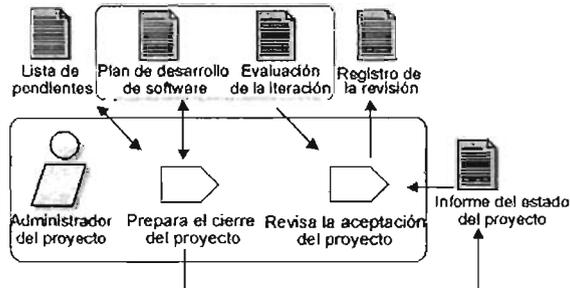 Lista de
pendientes
Plan de desarrollo
de software
Evaluación
de la iteración
Registro de
la revisión
Administrador
del proyecto
Prepara el cierre
del proyecto
Revisa la aceptación
del proyecto
Informe del estado
del proyecto